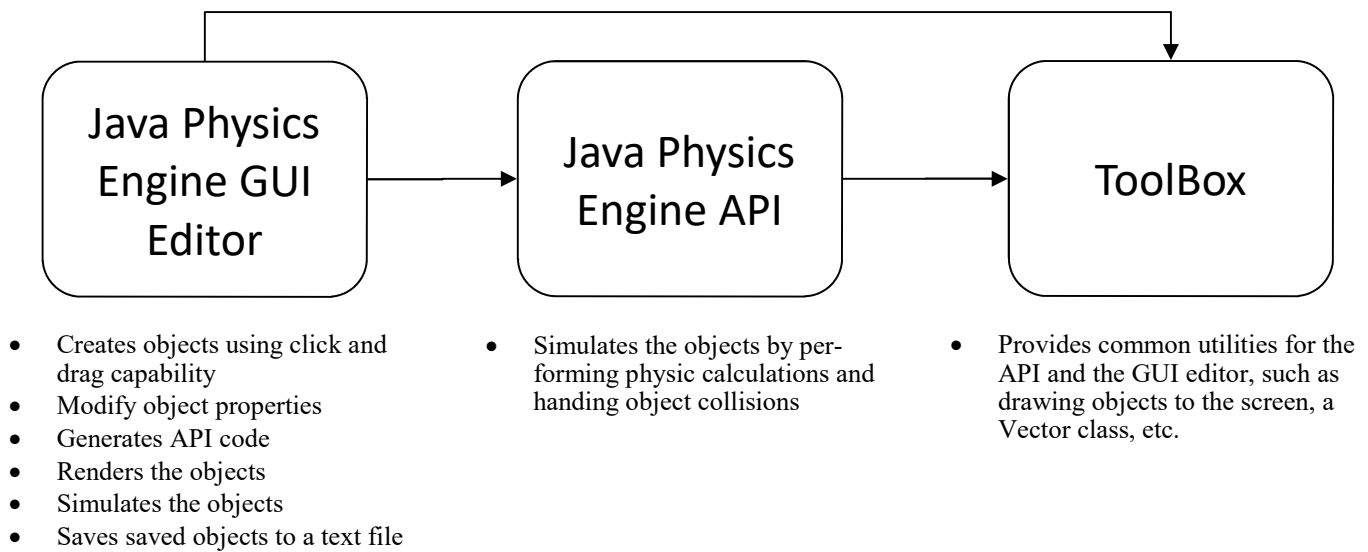 Java Physics
Engine GUI
Editor
Java Physics
Engine API
ToolBox
• Creates objects using click and
drag capability
• Modify object properties
• Generates API code
• Renders the objects
• Simulates the objects
• Saves saved objects to a text file
• Simulates the objects by per-
forming physic calculations and
handing object collisions
• Provides common utilities for the
API and the GUI editor, such as
drawing objects to the screen, a
Vector class, etc.